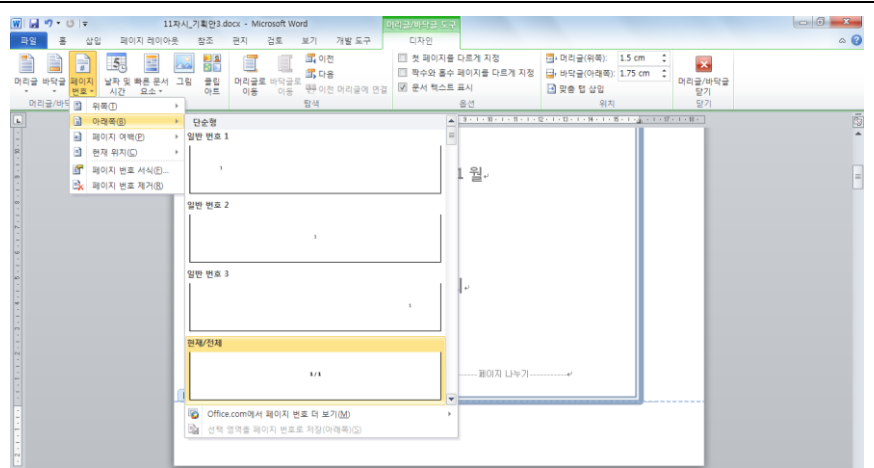 11차시_기획안3.docx - Microsoft Word
머리글/바닥글 도구
파일 홈 삽입 페이지 레이아웃 참조 편지 검토 보기 개발 도구 디자인
머리글 바닥글 페이지 번호 날짜 및 시간 빠른 문서 요소 그림 클립 아트
머리글로 이동 바닥글로 이동
이전
다음
이전 머리글에 연결
탐색
첫 페이지를 다르게 지정
짝수와 홀수 페이지를 다르게 지정
문서 텍스트 표시
옵션
머리글(위쪽): 1.5 cm
바닥글(아래쪽): 1.75 cm
맞춤 탭 삽입
위치
머리글/바닥글 닫기
닫기
위쪽(T)
아래쪽(B)
페이지 여백(P)
현재 위치(C)
페이지 번호 서식(F)...
페이지 번호 제거(R)
단순형
일반 번호 1
1
일반 번호 2
1
일반 번호 3
1
현재/전체
1 / 1
Office.com에서 페이지 번호 더 보기(M)
선택 영역을 페이지 번호로 저장(아래쪽)(S)
1 월
페이지 나누기